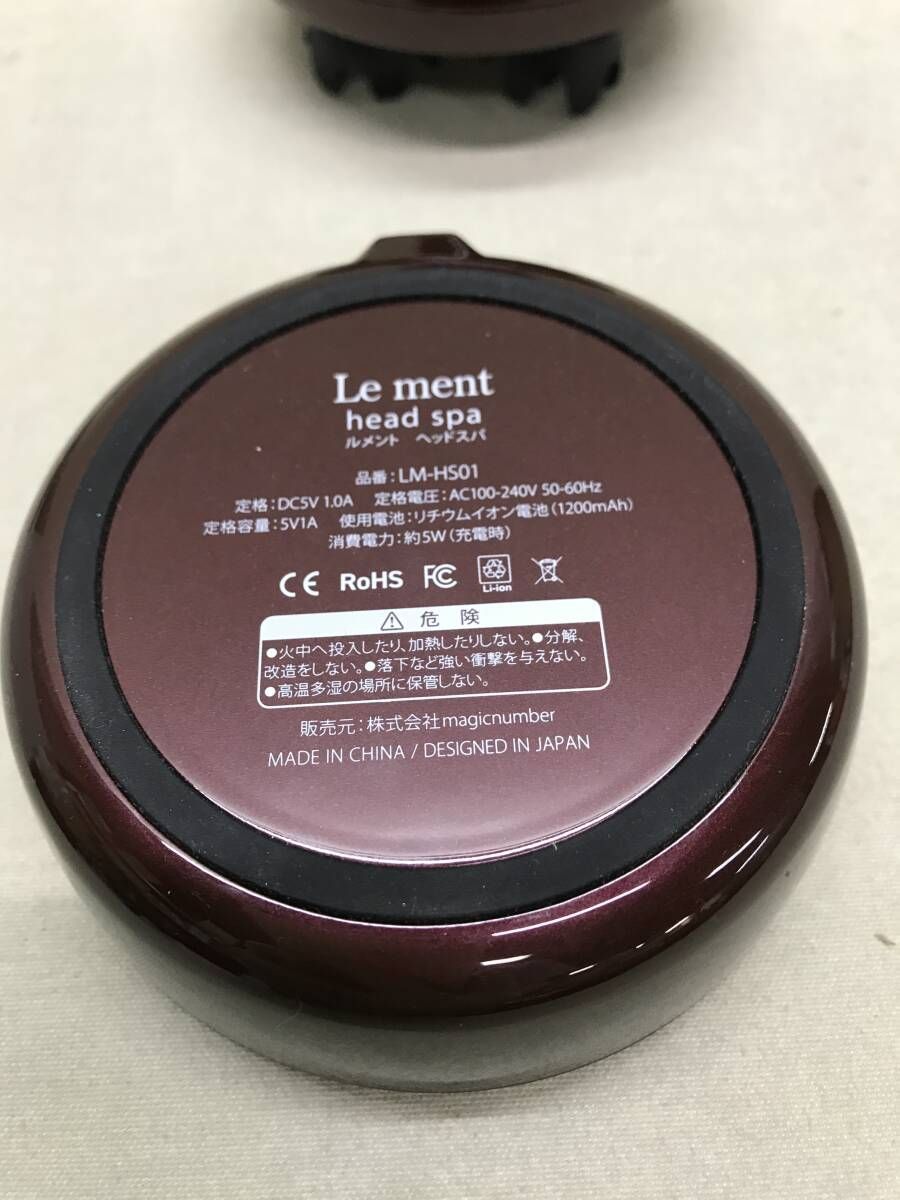 Le ment
head spa
ルメント ヘッドスパ
品番：LM-HS01
定格：DC5V 1.0A 定格電圧：AC100-240V 50-60Hz
定格容量：5V1A 使用電池：リチウムイオン電池（1200mAh）
消費電力：約5W（充電時）
CE RoHS FC Li-ion
⚠ 危険
●火中へ投入したり、加熱したりしない。●分解、
改造をしない。●落下など強い衝撃を与えない。
●高温多湿の場所に保管しない。
販売元：株式会社magicnumber
MADE IN CHINA / DESIGNED IN JAPAN